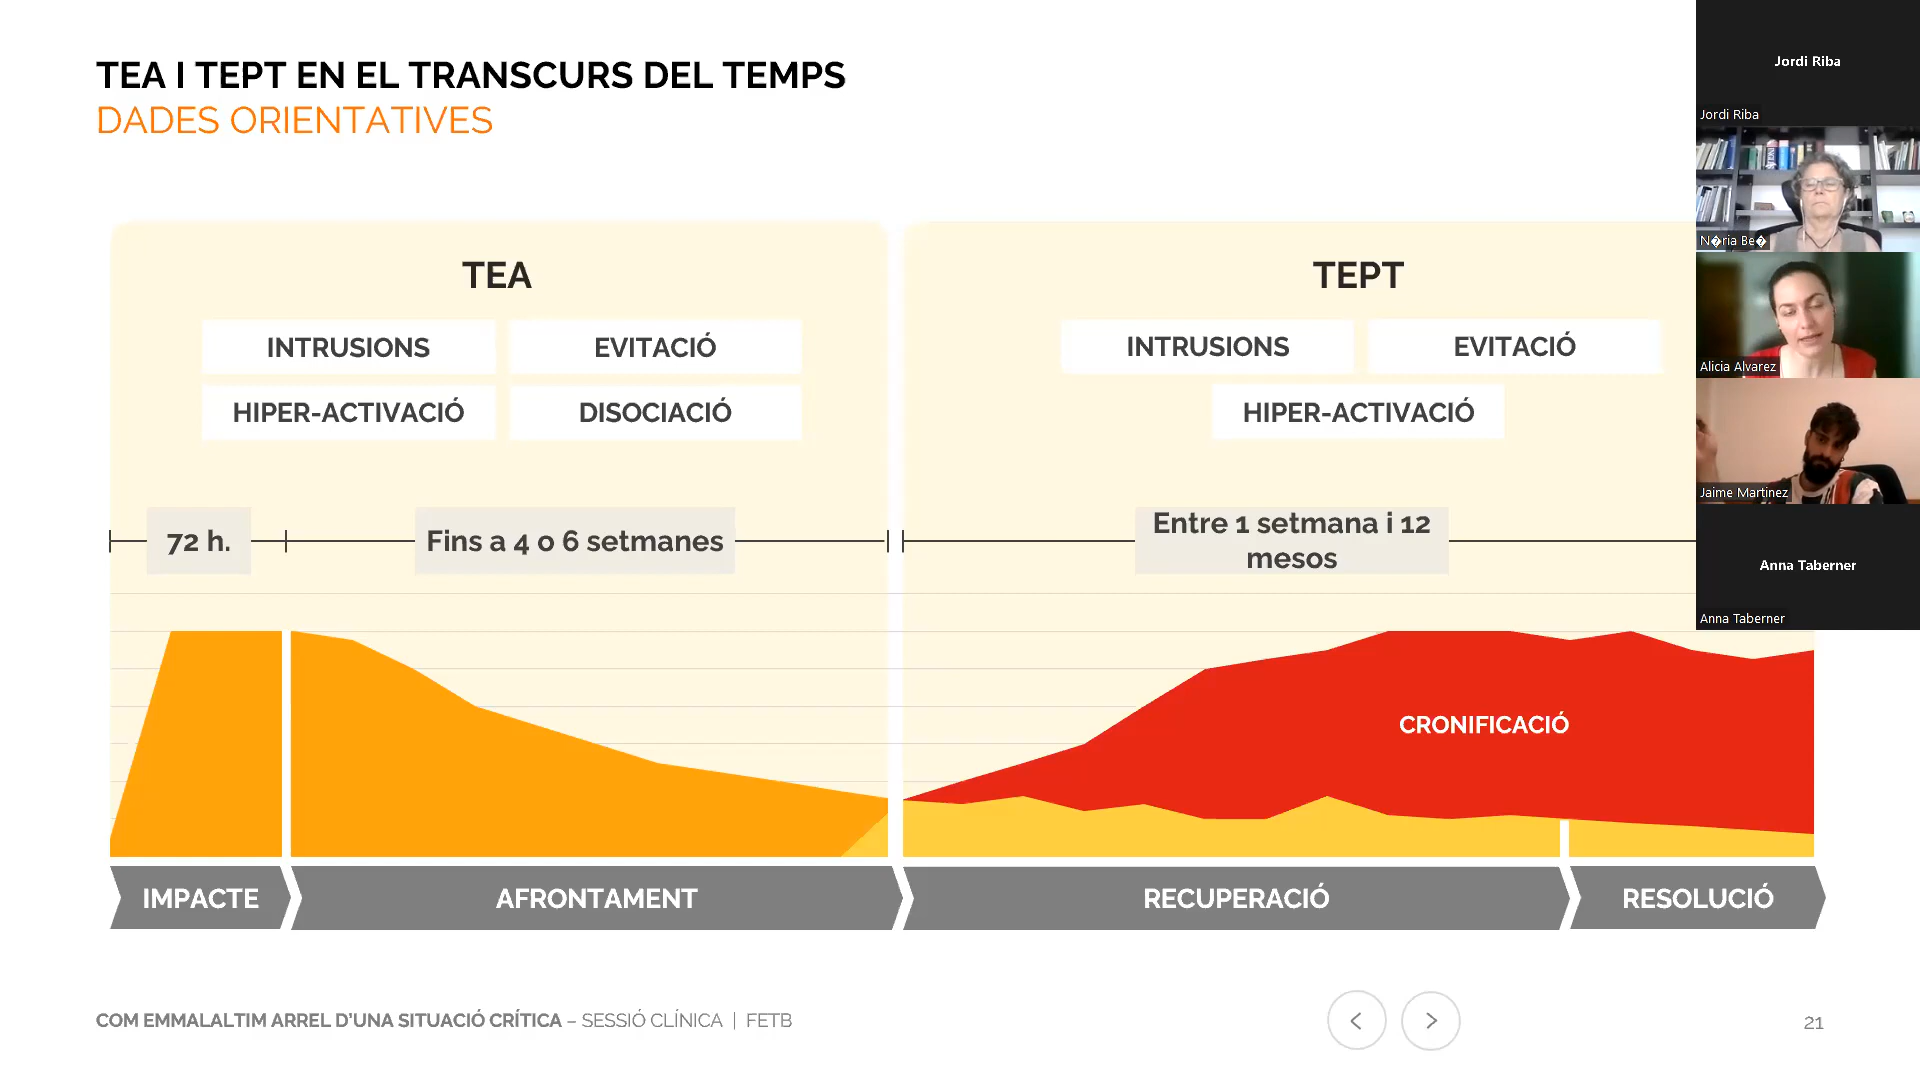 TEA I TEPT EN EL TRANSCURS DEL TEMPS
DADES ORIENTATIVES
TEA
INTRUSIONS
EVITACIÓ
HIPER-ACTIVACIÓ
DISOCIACIÓ
72 h.
Fins a 4 o 6 setmanes
TEPT
INTRUSIONS
EVITACIÓ
HIPER-ACTIVACIÓ
Entre 1 setmana i 12
mesos
CRONIFICACIÓ
IMPACTE
AFRONTAMENT
RECUPERACIÓ
RESOLUCIÓ
COM EMMALALTIM ARREL D'UNA SITUACIÓ CRÍTICA – SESSIÓ CLÍNICA | FETB
21
Jordi Riba
Jordi Riba
N�ria Be�
Alicia Alvarez
Jaime Martinez
Anna Taberner
Anna Taberner